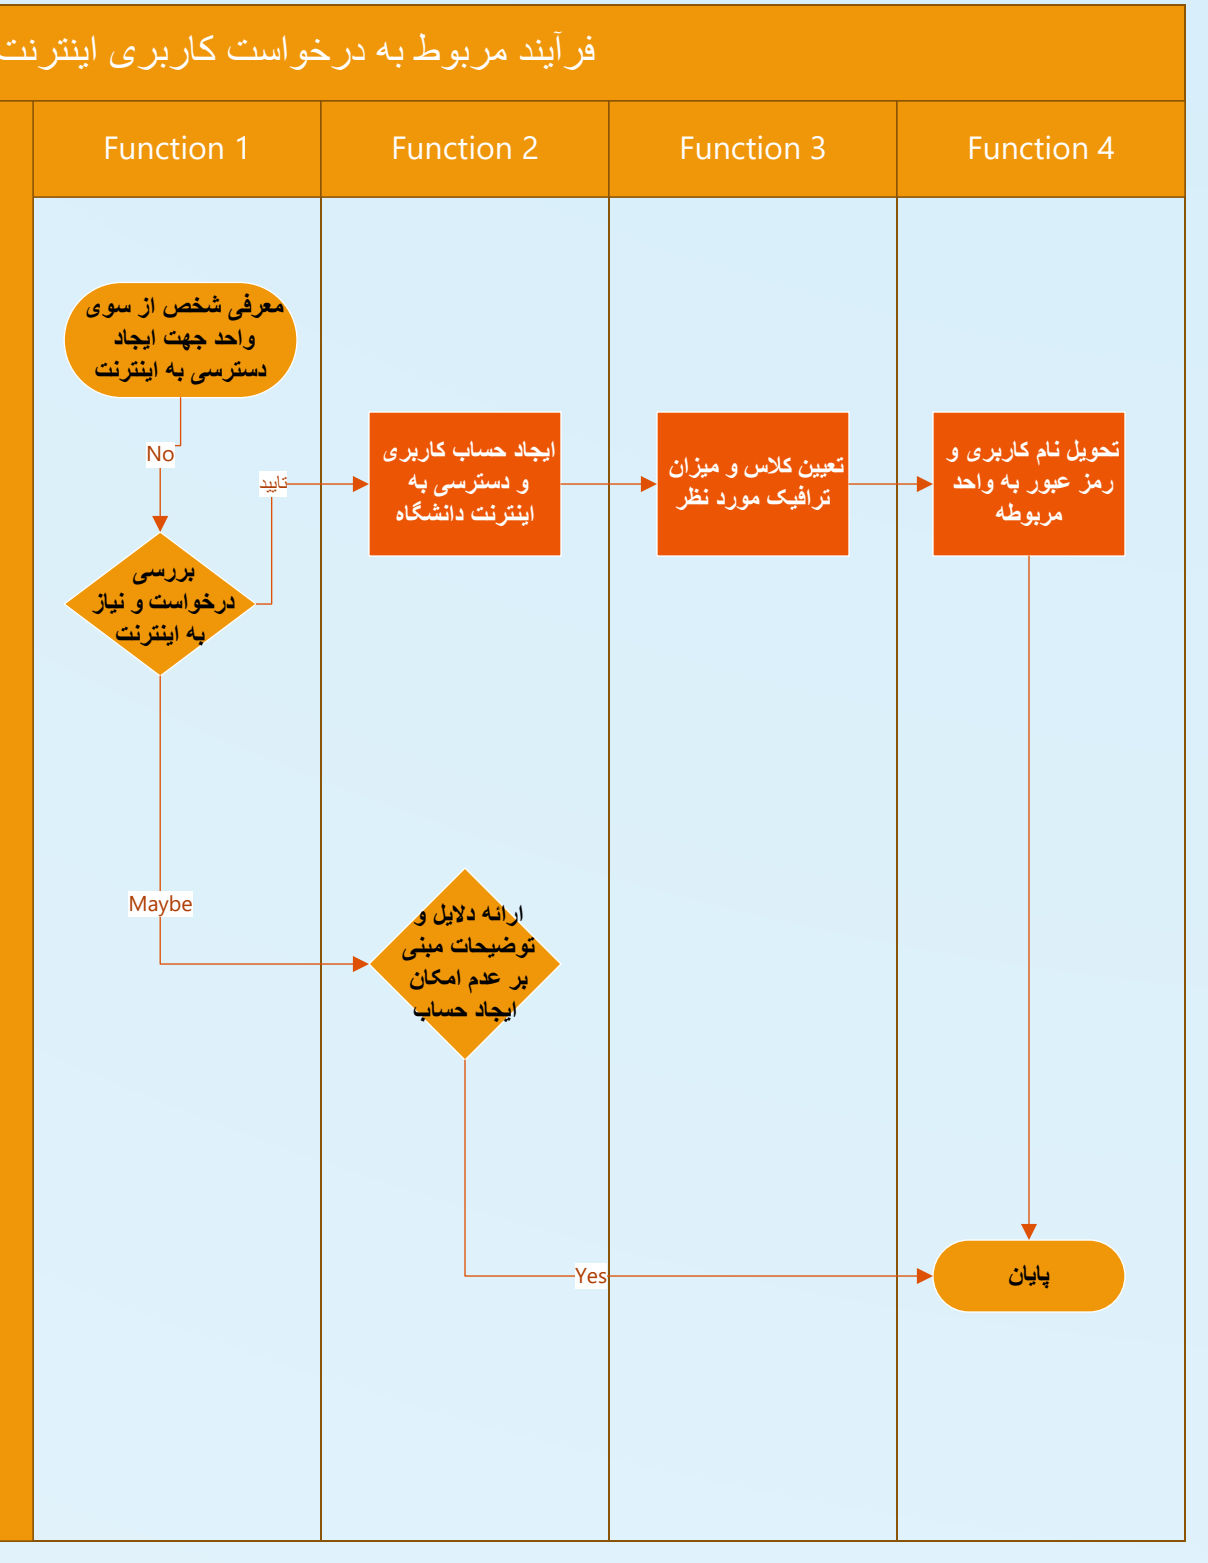 فرآیند مربوط به درخواست کاربری اینترنت
Function 1
Function 2
Function 3
Function 4
معرفی شخص از سوی
واحد جهت ایجاد
دسترسی به اینترنت
No
تایید
ایجاد حساب کاربری
و دسترسی به
اینترنت دانشگاه
تعیین کلاس و میزان
ترافیک مورد نظر
تحویل نام کاربری و
رمز عبور به واحد
مربوطه
بررسی
درخواست و نیاز
به اینترنت
Maybe
ارائه دلایل و
توضیحات مبنی
بر عدم امکان
ایجاد حساب
Yes
پایان